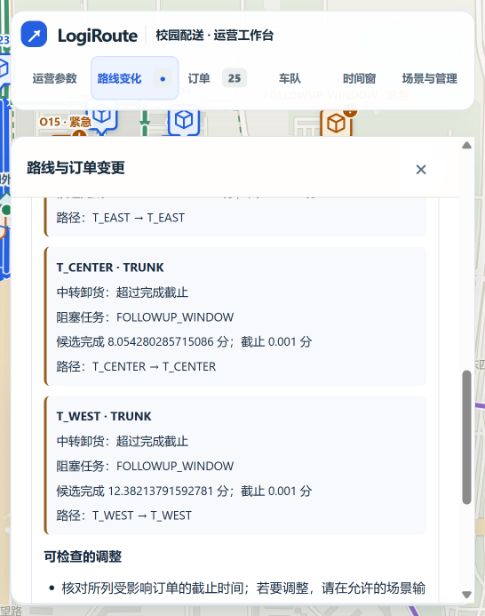 LogiRoute
校园配送 · 运营工作台
运营参数
路线变化
订单 25
车队
时间窗
场景与管理
O15 · 紧急
路线与订单变更
路径：T_EAST → T_EAST
T_CENTER · TRUNK
中转卸货：超过完成截止
阻塞任务：FOLLOWUP_WINDOW
候选完成 8.054280285715086 分；截止 0.001 分
路径：T_CENTER → T_CENTER
T_WEST · TRUNK
中转卸货：超过完成截止
阻塞任务：FOLLOWUP_WINDOW
候选完成 12.38213791592781 分；截止 0.001 分
路径：T_WEST → T_WEST
可检查的调整
• 核对所列受影响订单的截止时间；若要调整，请在允许的场景输
望路